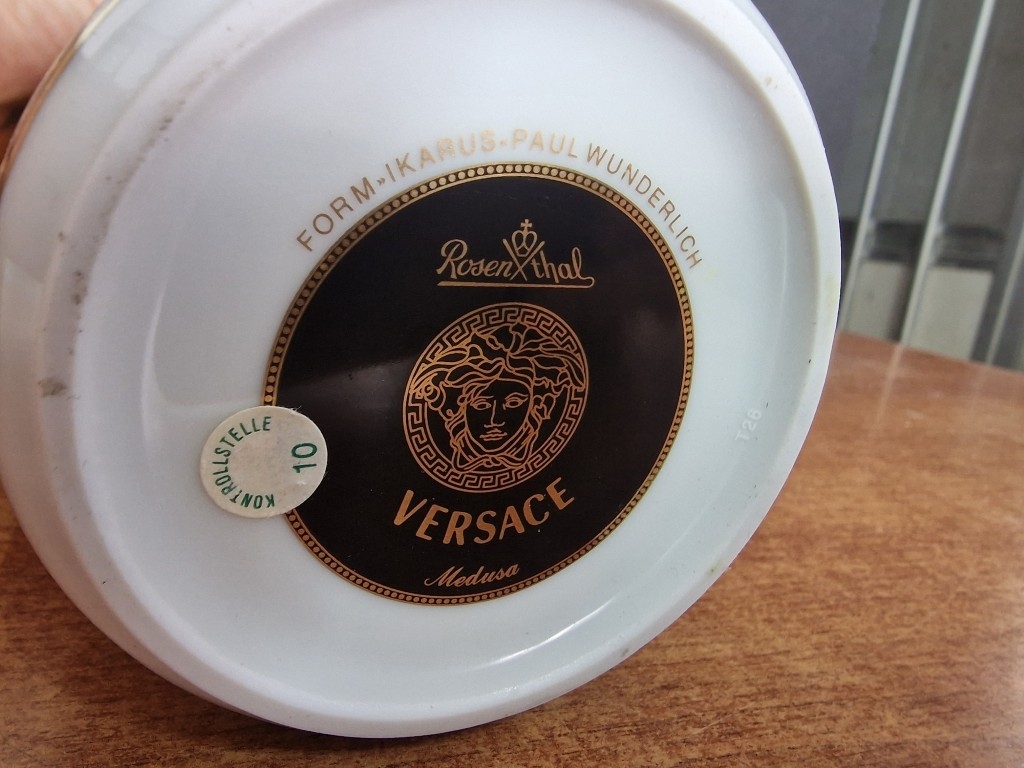 FORM »IKARUS« PAUL WUNDERLICH
Rosenthal
VERSACE
Medusa
KONTROLLSTELLE
10
T26